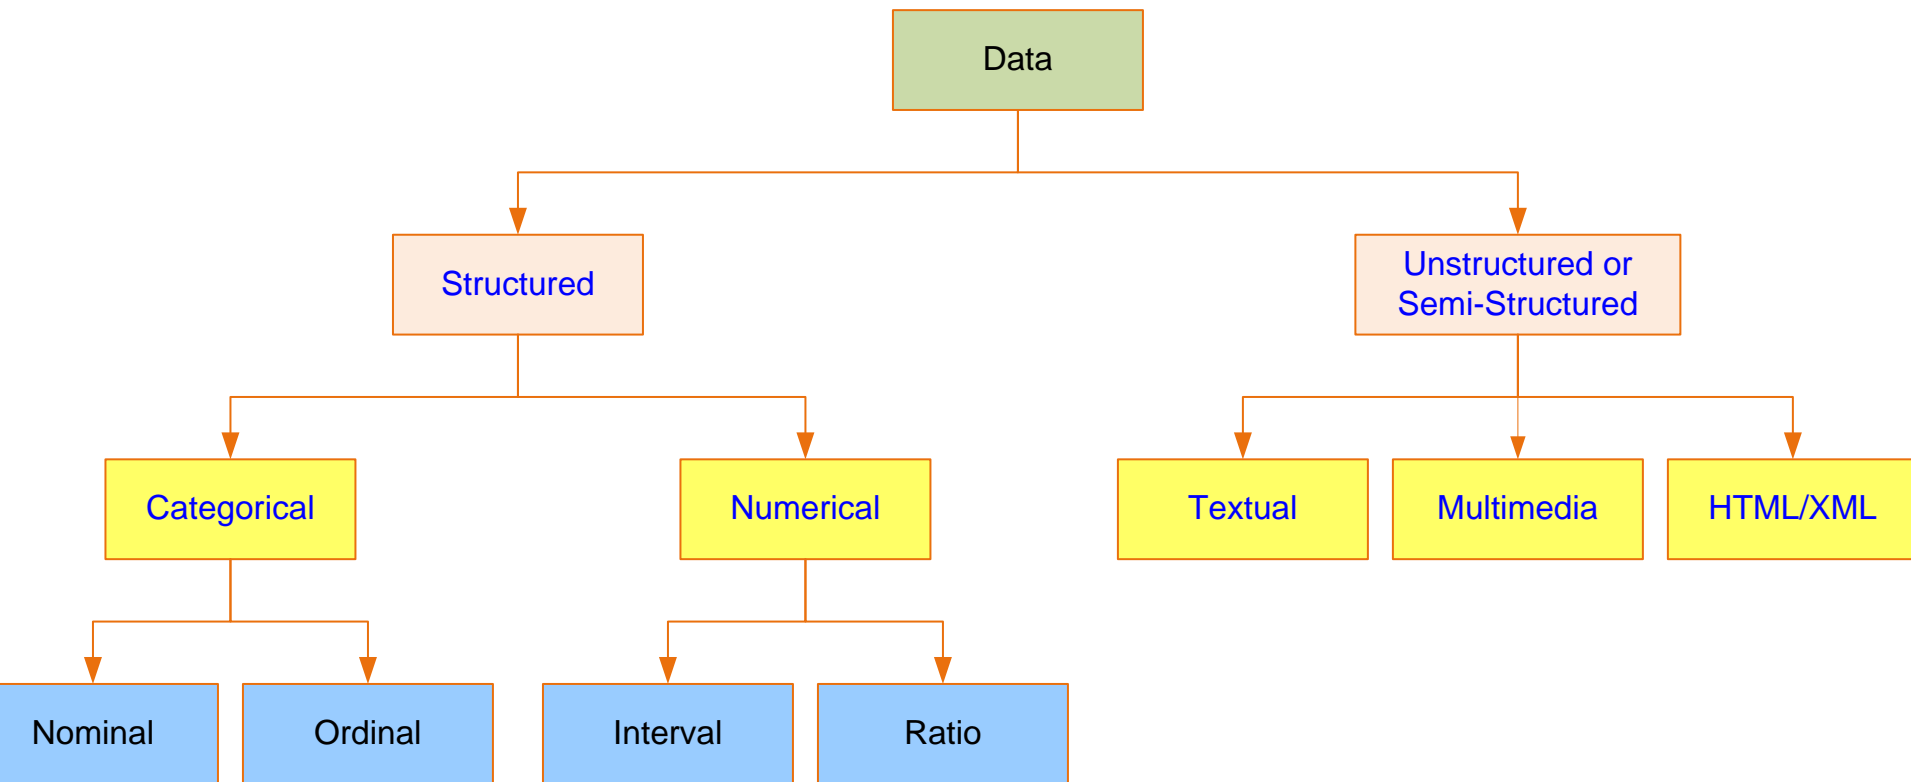 Data
Structured
Unstructured or
Semi-Structured
Categorical
Numerical
Textual
Multimedia
HTML/XML
Nominal
Ordinal
Interval
Ratio